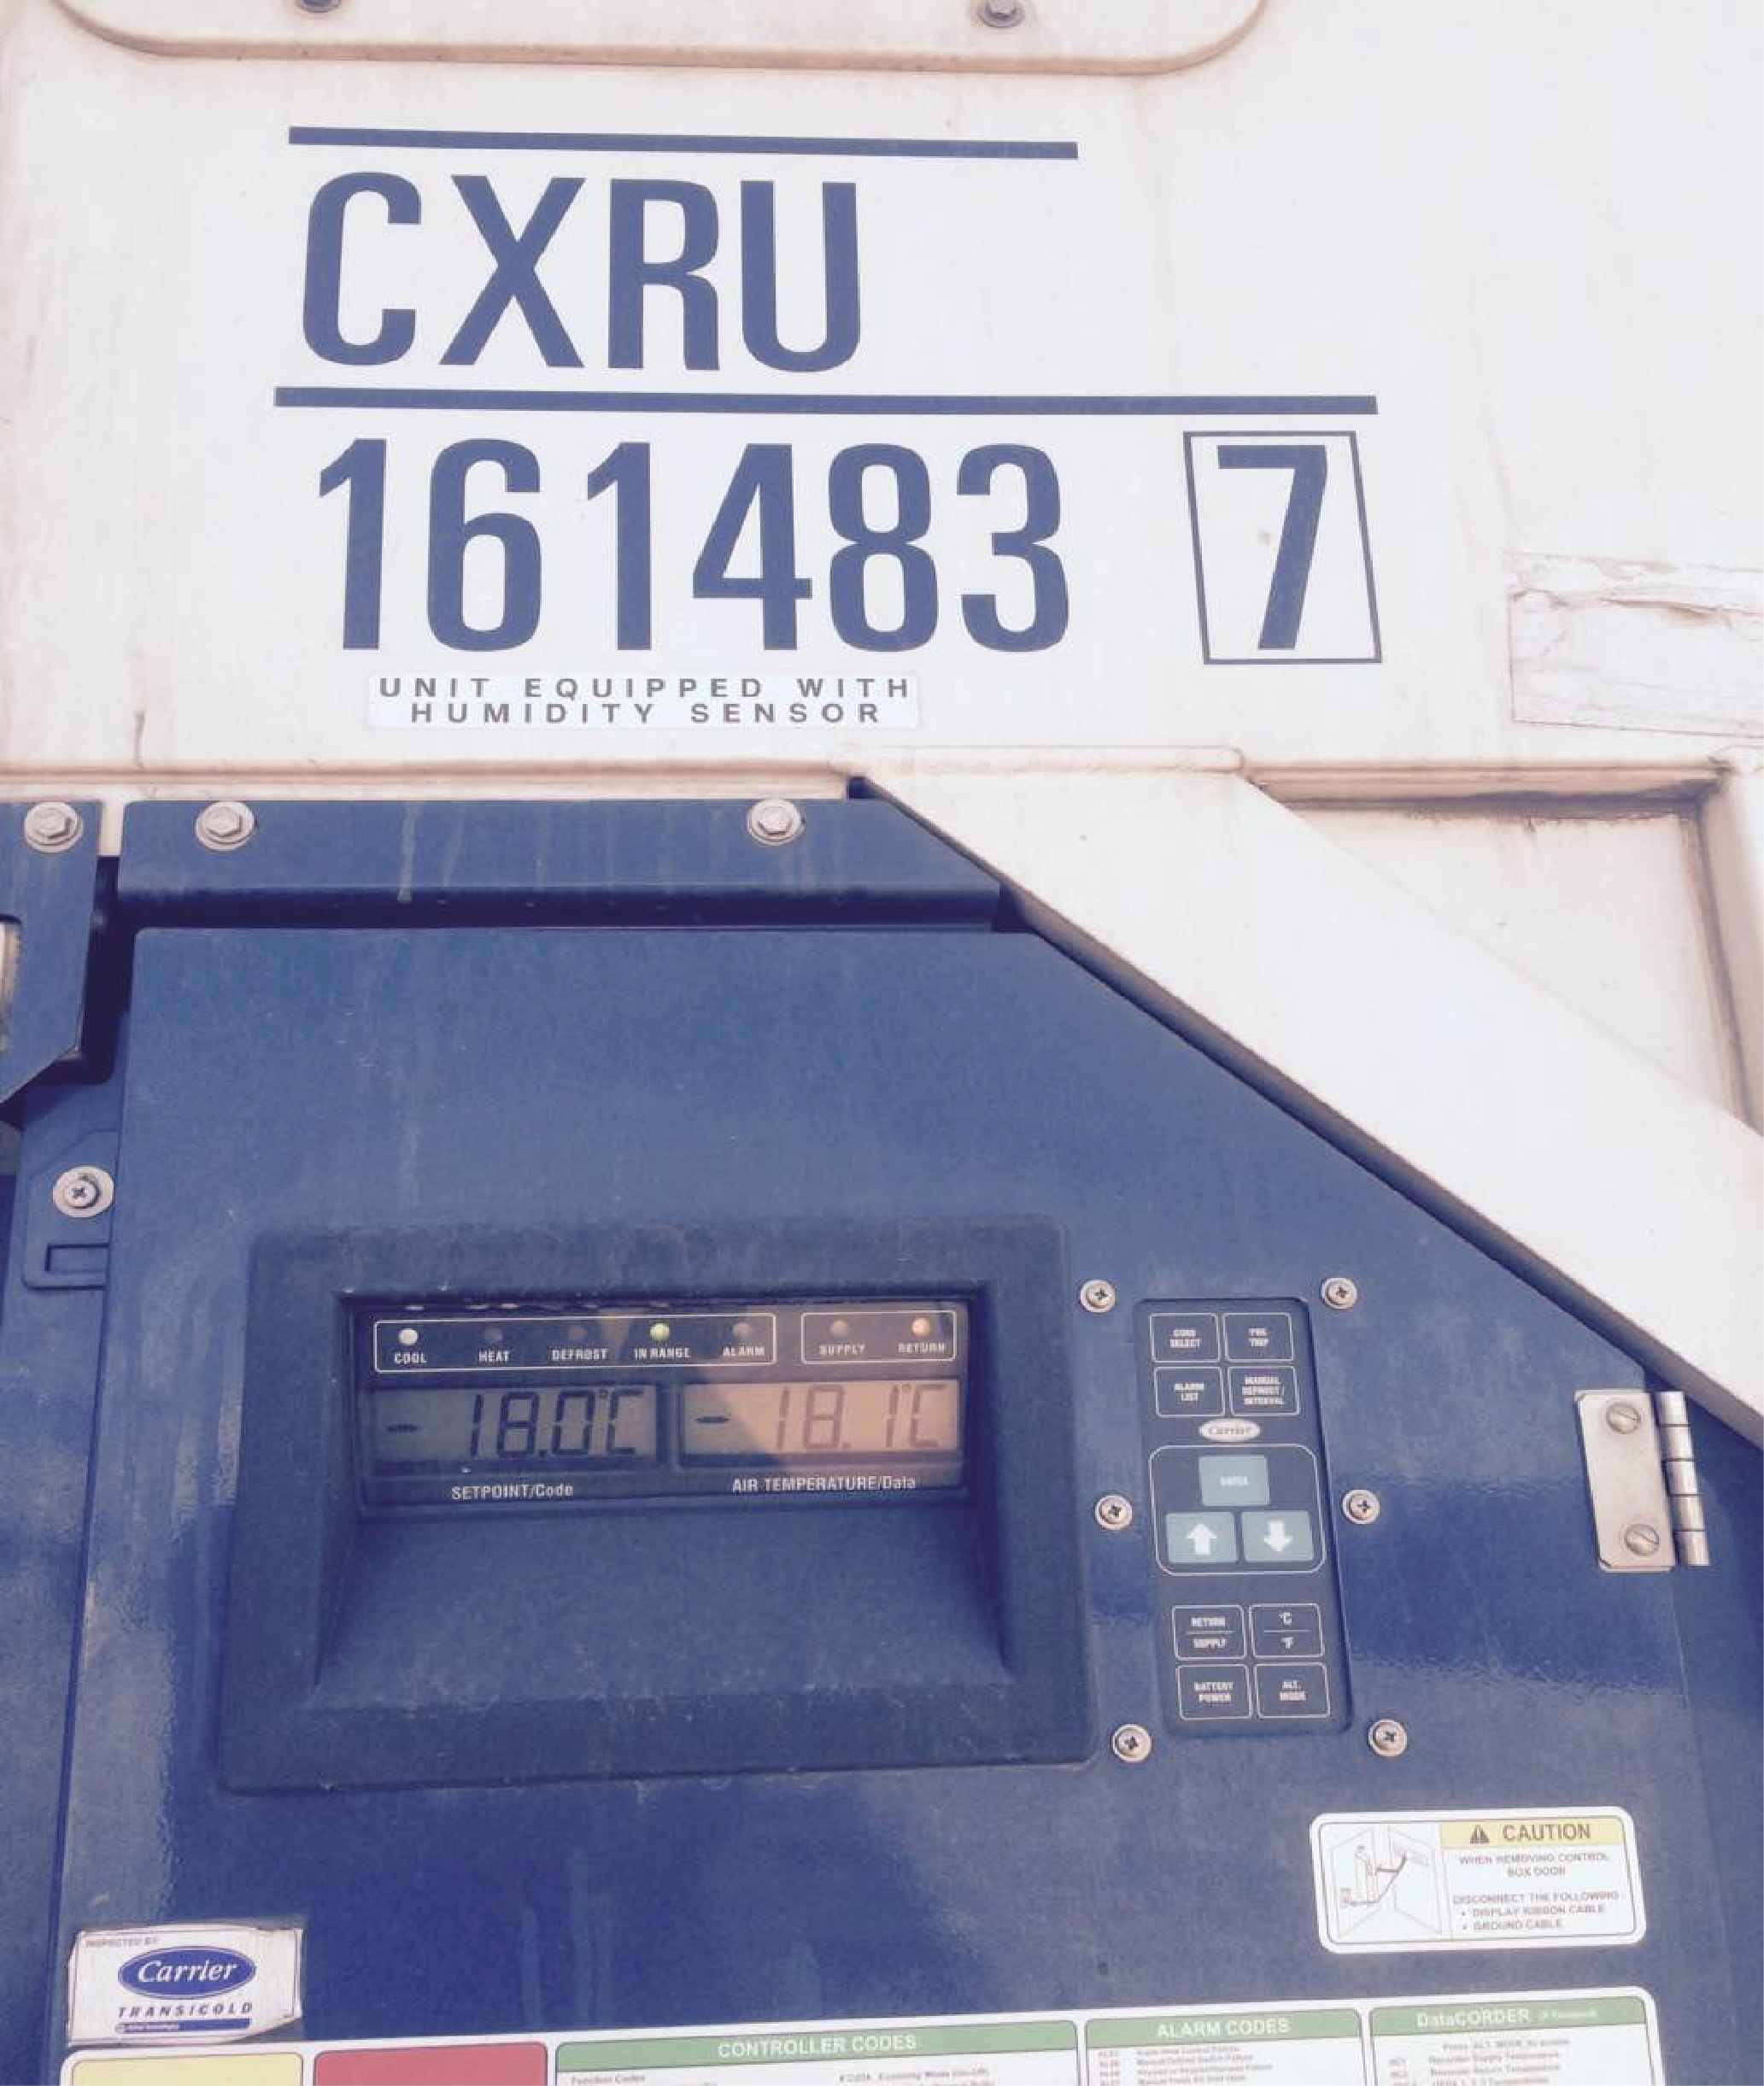 CXRU
161483 7
UNIT EQUIPPED WITH
HUMIDITY SENSOR
COOL HEAT DEFROST IN RANGE ALARM SUPPLY RETURN
- 18.0°C - 18.1°C
SETPOINT/Code AIR TEMPERATURE/Data
CODE SELECT
PRE TRIP
ALARM LIST
MANUAL DEFROST / INTERVAL
Carrier
ENTER
RETURN
SUPPLY
°C
°F
BATTERY POWER
ALT. MODE
CAUTION
WHEN REMOVING CONTROL
BOX DOOR
DISCONNECT THE FOLLOWING
• DISPLAY RIBBON CABLE
• GROUND CABLE
INSPECTED BY
Carrier
TRANSICOLD
CONTROLLER CODES
ALARM CODES
DataCORDER
Function Codes